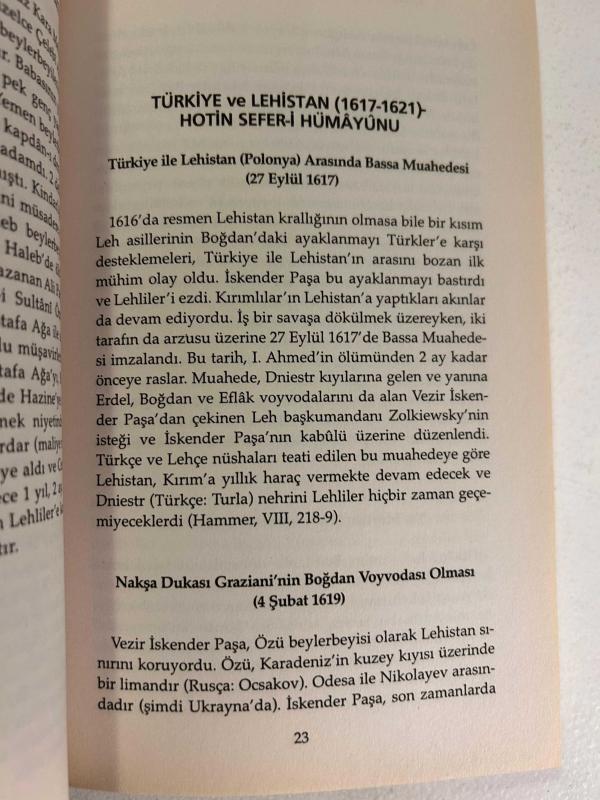 TÜRKİYE ve LEHİSTAN (1617-1621)-
HOTİN SEFER-İ HÜMÂYÛNU
Türkiye ile Lehistan (Polonya) Arasında Bassa Muahedesi
(27 Eylül 1617)
1616’da resmen Lehistan krallığının olmasa bile bir kısım
Leh asillerinin Boğdan’daki ayaklanmayı Türkler’e karşı
desteklemeleri, Türkiye ile Lehistan’ın arasını bozan ilk
mühim olay oldu. İskender Paşa bu ayaklanmayı bastırdı
ve Lehliler’i ezdi. Kırımlılar’ın Lehistan’a yaptıkları akınlar
da devam ediyordu. İş bir savaşa dökülmek üzereyken, iki
tarafın da arzusu üzerine 27 Eylül 1617’de Bassa Muahede-
si imzalandı. Bu tarih, I. Ahmed’in ölümünden 2 ay kadar
önceye raslar. Muahede, Dniestr kıyılarına gelen ve yanına
Erdel, Boğdan ve Eflâk voyvodalarını da alan Vezir İsken-
der Paşa’dan çekinen Leh başkumandanı Zolkiewsky’nin
isteği ve İskender Paşa’nın kabûlü üzerine düzenlendi.
Türkçe ve Lehçe nüshaları teati edilen bu muahedeye göre
Lehistan, Kırım’a yıllık haraç vermekte devam edecek ve
Dniestr (Türkçe: Turla) nehrini Lehliler hiçbir zaman geçe-
miyeceklerdi (Hammer, VIII, 218-9).
Nakşa Dukası Graziani’nin Boğdan Voyvodası Olması
(4 Şubat 1619)
Vezir İskender Paşa, Özü beylerbeyisi olarak Lehistan sı-
nırını koruyordu. Özü, Karadeniz’in kuzey kıyısı üzerinde
bir limandır (Rusça: Ocsakov). Odesa ile Nikolayev arasın-
dadır (şimdi Ukrayna’da). İskender Paşa, son zamanlarda
23